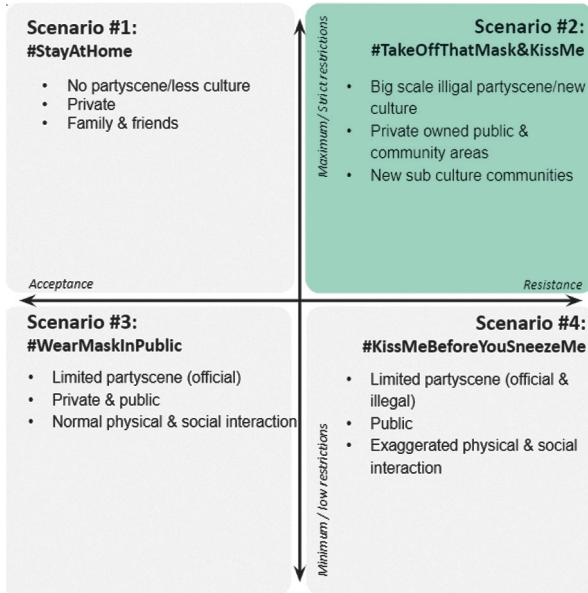 Scenario #1:
#StayAtHome
• No partyscene/less culture
• Private
• Family & friends
Maximum/ Strict restrictions
Scenario #2:
#TakeOffThatMask&KissMe
• Big scale illigal partyscene/new
culture
• Private owned public &
community areas
• New sub culture communities
Acceptance
Resistance
Scenario #3:
#WearMaskInPublic
• Limited partyscene (official)
• Private & public
• Normal physical & social interaction
Minimum / low restrictions
Scenario #4:
#KissMeBeforeYouSneezeMe
• Limited partyscene (official &
illegal)
• Public
• Exaggerated physical & social
interaction